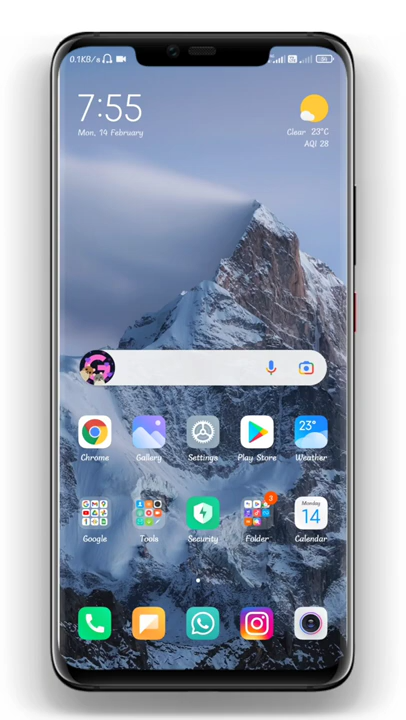 0.1KB/s
7:55
Mon, 14 February
Clear 23°C
AQI 28
G
23°
Chrome
Gallery
Settings
Play Store
Weather
3
Monday
14
Google
Tools
Security
Folder
Calendar